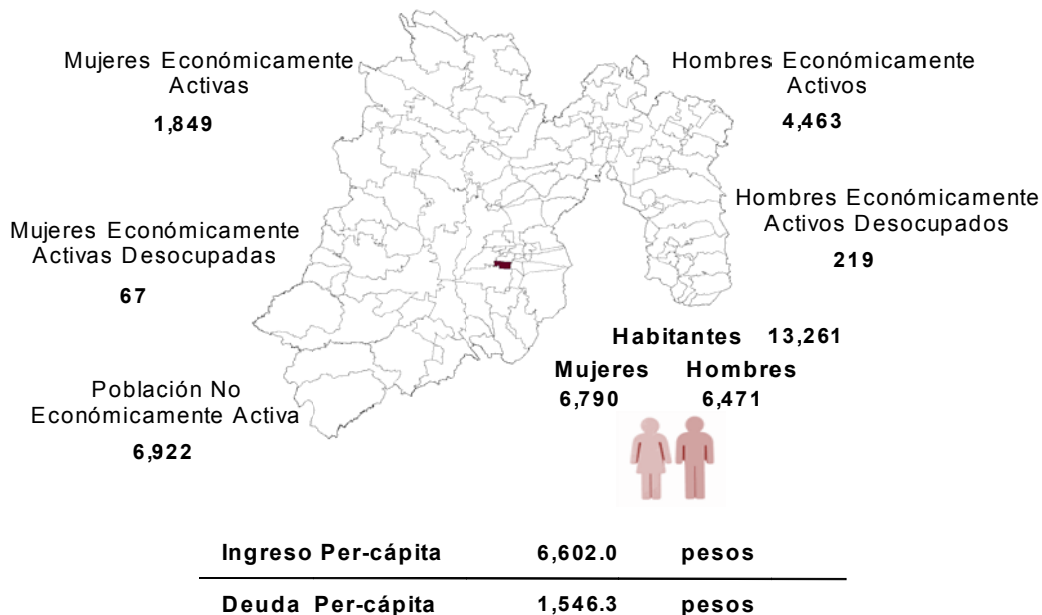 Mujeres Económicamente
Activas
1,849
Hombres Económicamente
Activos
4,463
Mujeres Económicamente
Activas Desocupadas
67
Hombres Económicamente
Activos Desocupados
219
Población No
Económicamente Activa
6,922
Habitantes 13,261
Mujeres Hombres
6,790 6,471
Ingreso Per-cápita 6,602.0 pesos
Deuda Per-cápita 1,546.3 pesos